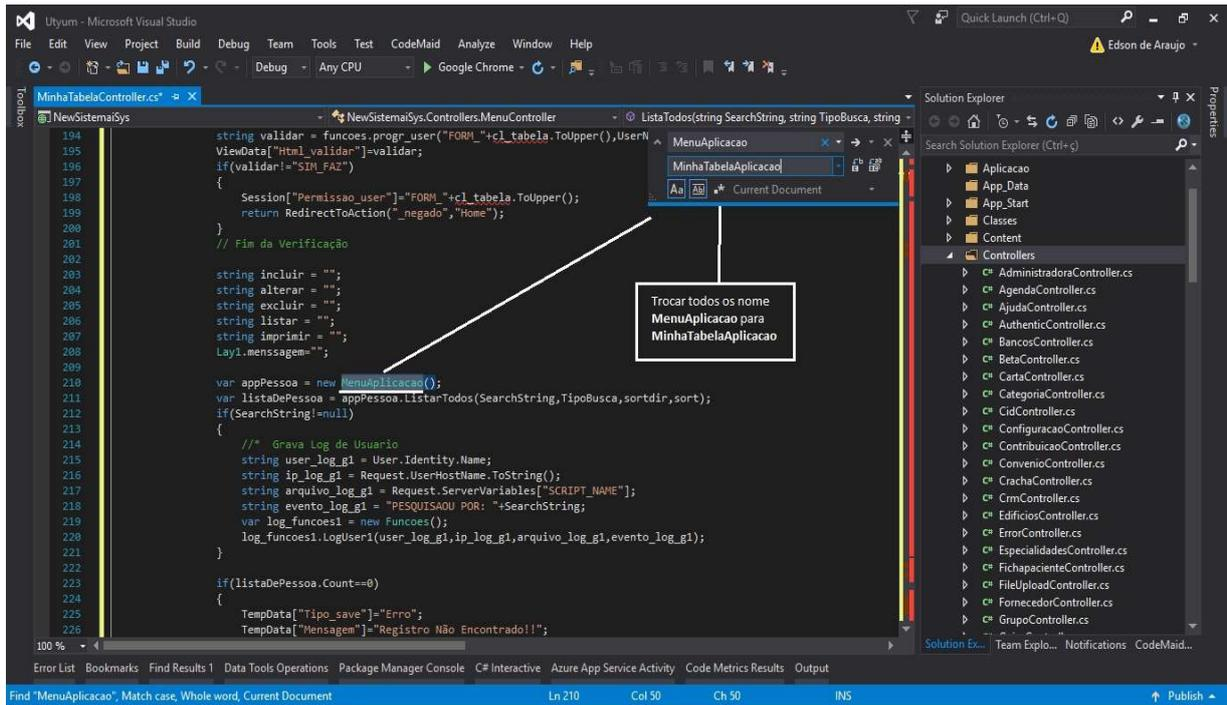 Utyum - Microsoft Visual Studio
Quick Launch (Ctrl+Q)
File Edit View Project Build Debug Team Tools Test CodeMaid Analyze Window Help
Edson de Araujo
Debug Any CPU Google Chrome
Toolbox
MinhaTabelaController.cs*
NewSistemaiSys
NewSistemaiSys.Controllers.MenuController
ListaTodos(string SearchString, string TipoBusca, string
194 string validar = funcoes.progr_user("FORM_"+cl_tabela.ToUpper(),UserN
195 ViewData["Html_validar"]=validar;
196 if(validar!="SIM_FAZ")
197 {
198 Session["Permissao_user"]="FORM_"+cl_tabela.ToUpper();
199 return RedirectToAction("_negado","Home");
200 }
201 // Fim da Verificação
202
203 string incluir = "";
204 string alterar = "";
205 string excluir = "";
206 string listar = "";
207 string imprimir = "";
208 Lay1.menssagem="";
209
210 var appPessoa = new MenuAplicacao();
211 var listaDePessoa = appPessoa.ListarTodos(SearchString,TipoBusca,sortdir,sort);
212 if(SearchString!=null)
213 {
214 //* Grava Log de Usuario
215 string user_log_g1 = User.Identity.Name;
216 string ip_log_g1 = Request.UserHostName.ToString();
217 string arquivo_log_g1 = Request.ServerVariables["SCRIPT_NAME"];
218 string evento_log_g1 = "PESQUISAOU POR: "+SearchString;
219 var log_funcoes1 = new Funcoes();
220 log_funcoes1.LogUser1(user_log_g1,ip_log_g1,arquivo_log_g1,evento_log_g1);
221 }
222
223 if(listaDePessoa.Count==0)
224 {
225 TempData["Tipo_save"]="Erro";
226 TempData["Mensagem"]="Registro Não Encontrado!!";
MenuAplicacao
MinhaTabelaAplicacao
Aa Ab .* Current Document
Trocar todos os nome
MenuAplicacao para
MinhaTabelaAplicacao
100 %
Solution Explorer
Properties
Search Solution Explorer (Ctrl+ç)
Aplicacao
App_Data
App_Start
Classes
Content
Controllers
C# AdministradoraController.cs
C# AgendaController.cs
C# AjudaController.cs
C# AuthenticController.cs
C# BancosController.cs
C# BetaController.cs
C# CartaController.cs
C# CategoriaController.cs
C# CidController.cs
C# ConfiguracaoController.cs
C# ContribuicaoController.cs
C# ConvenioController.cs
C# CrachaController.cs
C# CrmController.cs
C# EdificiosController.cs
C# ErrorController.cs
C# EspecialidadesController.cs
C# FichapacienteController.cs
C# FileUploadController.cs
C# FornecedorController.cs
C# GrupoController.cs
Solution Ex... Team Explo... Notifications CodeMaid...
Error List Bookmarks Find Results 1 Data Tools Operations Package Manager Console C# Interactive Azure App Service Activity Code Metrics Results Output
Find "MenuAplicacao", Match case, Whole word, Current Document Ln 210 Col 50 Ch 50 INS Publish